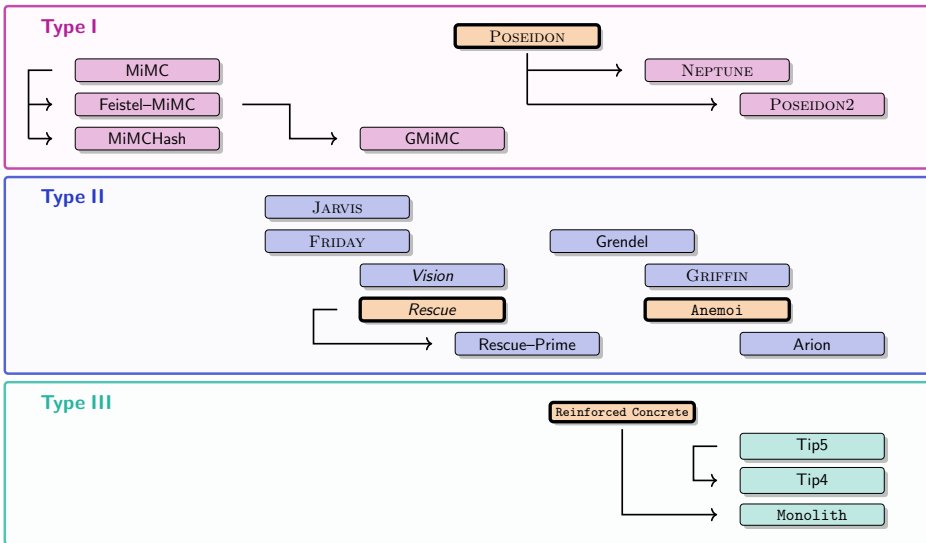 Type I
POSEIDON
MiMC
NEPTUNE
Feistel–MiMC
POSEIDON2
MiMCHash
GMiMC
Type II
JARVIS
FRIDAY
Grendel
Vision
GRIFFIN
Rescue
Anemoi
Rescue–Prime
Arion
Type III
Reinforced Concrete
Tip5
Tip4
Monolith